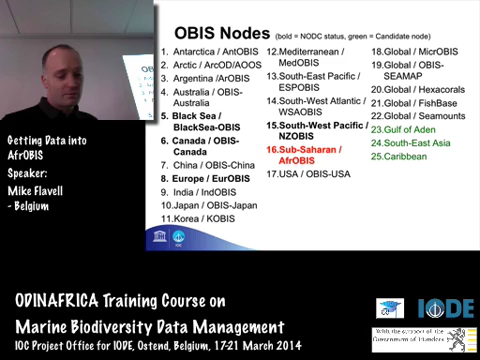 OBIS Nodes (bold = NODC status, green = Candidate node)
1. Antarctica / AntOBIS
2. Arctic / ArcOD/AOOS
3. Argentina /ArOBIS
4. Australia / OBIS-
Australia
5. Black Sea /
BlackSea-OBIS
6. Canada / OBIS-
Canada
7. China / OBIS-China
8. Europe / EurOBIS
9. India / IndOBIS
10. Japan / OBIS-Japan
11. Korea / KOBIS
12. Mediterranean /
MedOBIS
13. South-East Pacific /
ESPOBIS
14. South-West Atlantic /
WSAOBIS
15. South-West Pacific /
NZOBIS
16. Sub-Saharan /
AfrOBIS
17. USA / OBIS-USA
18. Global / MicrOBIS
19. Global / OBIS-
SEAMAP
20. Global / Hexacorals
21. Global / FishBase
22. Global / Seamounts
23. Gulf of Aden
24. South-East Asia
25. Caribbean
Getting Data into
AfrOBIS
Speaker:
Mike Flavell
- Belgium
ODINAFRICA Training Course on
Marine Biodiversity Data Management
IOC Project Office for IODE, Ostend, Belgium, 17-21 March 2014
IODE
With the support of the
Government of Flanders